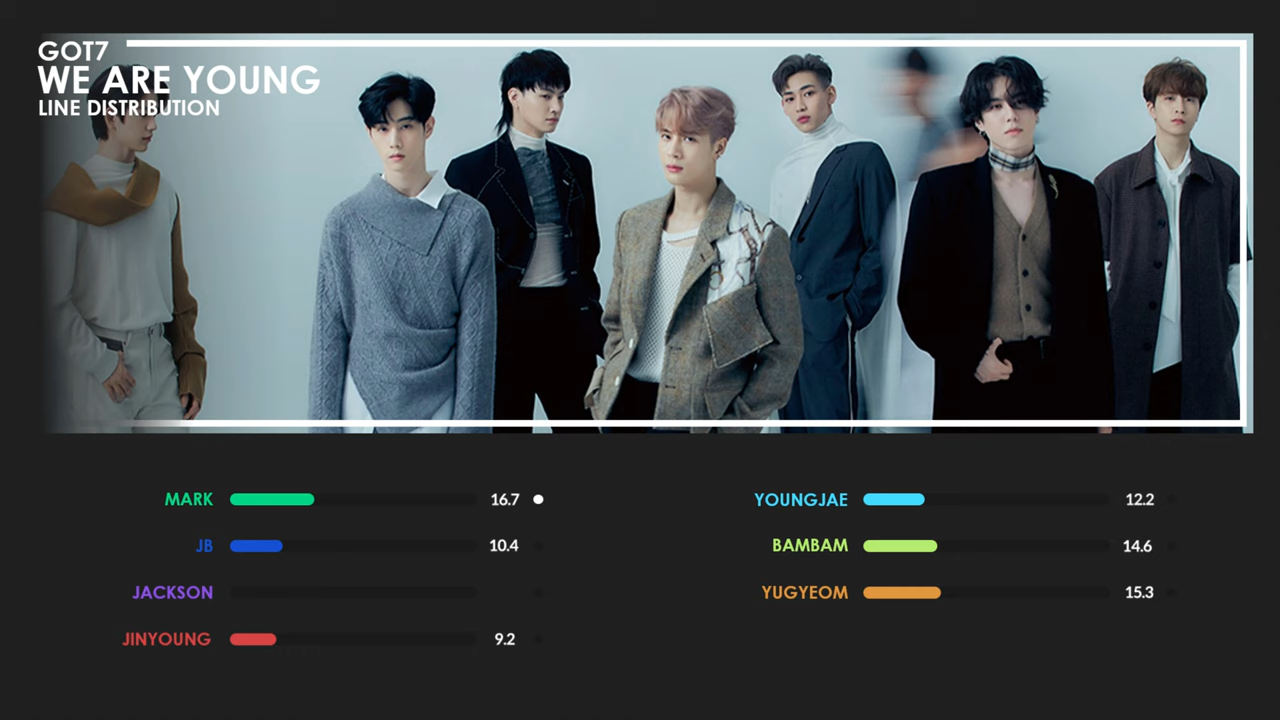 GOT7
WE ARE YOUNG
LINE DISTRIBUTION
MARK 16.7
JB 10.4
JACKSON
JINYOUNG 9.2
YOUNGJAE 12.2
BAMBAM 14.6
YUGYEOM 15.3